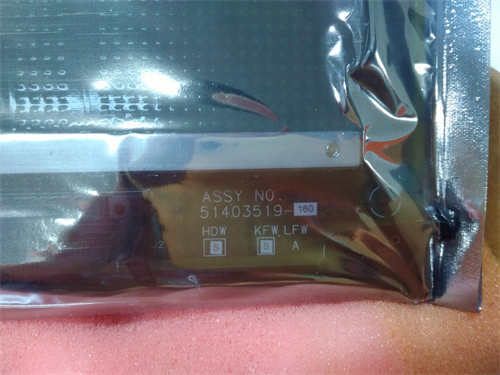 ASSY NO.
51403519-160
HDW KFW LFW
S S A